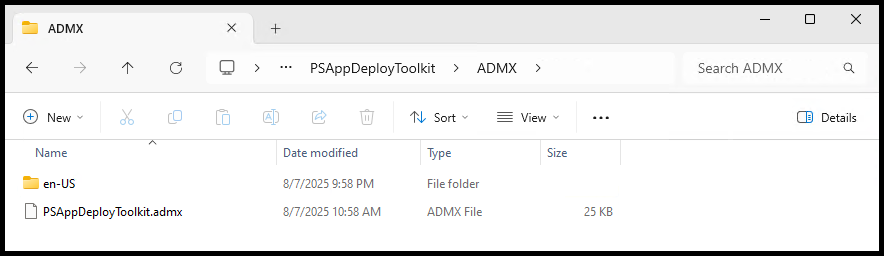 ADMX
PSAppDeployToolkit ADMX Search ADMX
New Sort View Details
Name Date modified Type Size
en-US 8/7/2025 9:58 PM File folder
PSAppDeployToolkit.admx 8/7/2025 10:58 AM ADMX File 25 KB